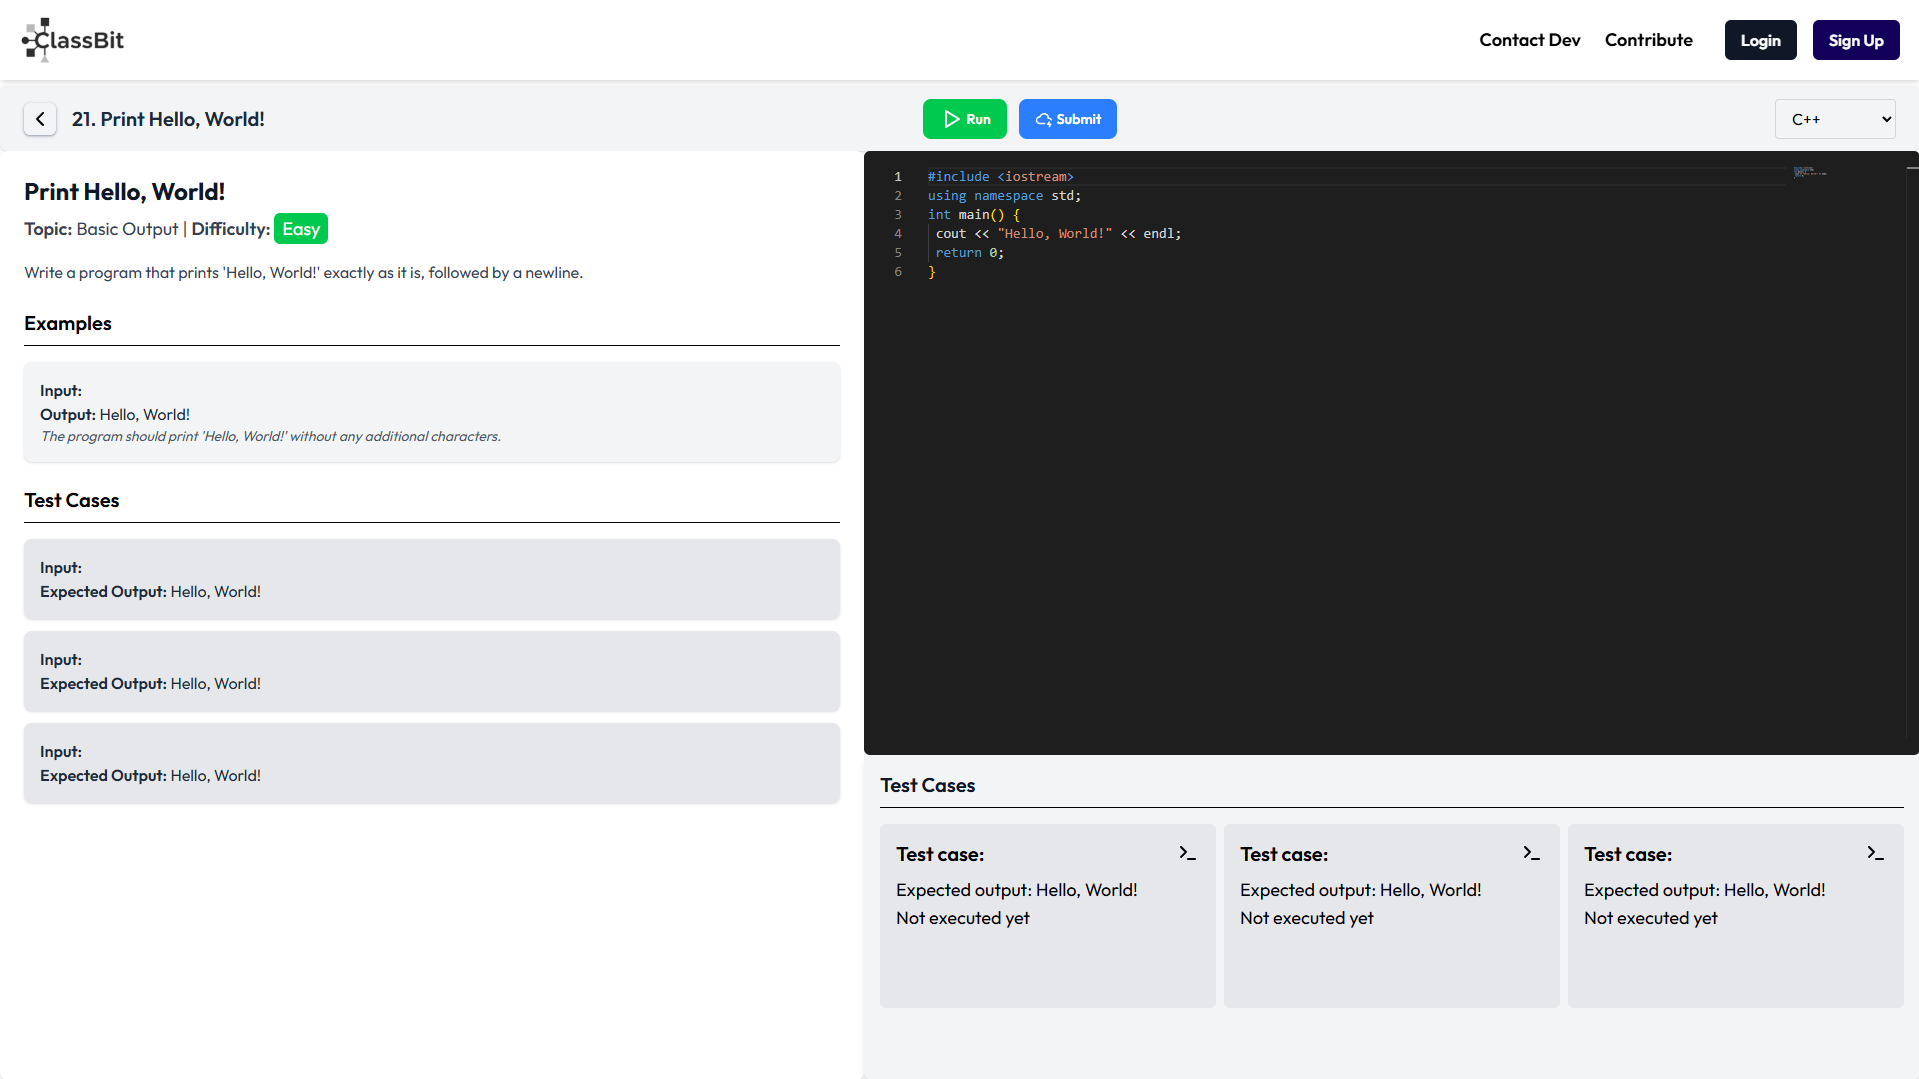 ClassBit
Contact Dev
Contribute
Login
Sign Up
21. Print Hello, World!
Run
Submit
C++
Print Hello, World!
Topic: Basic Output | Difficulty: Easy
Write a program that prints 'Hello, World!' exactly as it is, followed by a newline.
Examples
Input:
Output: Hello, World!
The program should print 'Hello, World!' without any additional characters.
Test Cases
Input:
Expected Output: Hello, World!
Input:
Expected Output: Hello, World!
Input:
Expected Output: Hello, World!
1 #include <iostream>
2 using namespace std;
3 int main() {
4 cout << "Hello, World!" << endl;
5 return 0;
6 }
Test Cases
Test case:
Expected output: Hello, World!
Not executed yet
Test case:
Expected output: Hello, World!
Not executed yet
Test case:
Expected output: Hello, World!
Not executed yet